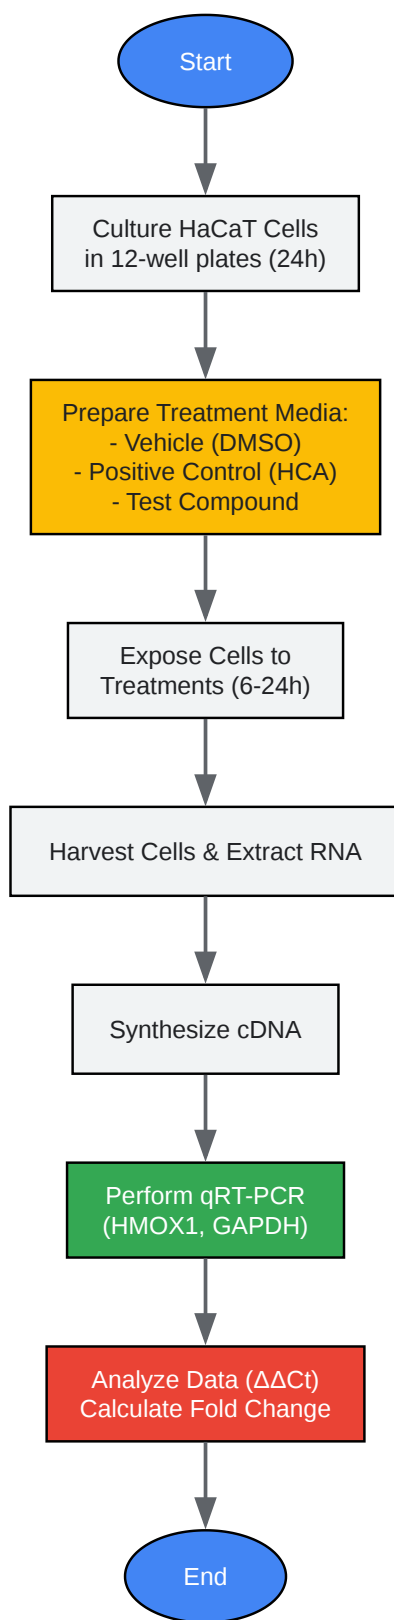 Start
Culture HaCaT Cells
in 12-well plates (24h)
Prepare Treatment Media:
- Vehicle (DMSO)
- Positive Control (HCA)
- Test Compound
Expose Cells to
Treatments (6-24h)
Harvest Cells & Extract RNA
Synthesize cDNA
Perform qRT-PCR
(HMOX1, GAPDH)
Analyze Data (ΔΔCt)
Calculate Fold Change
End